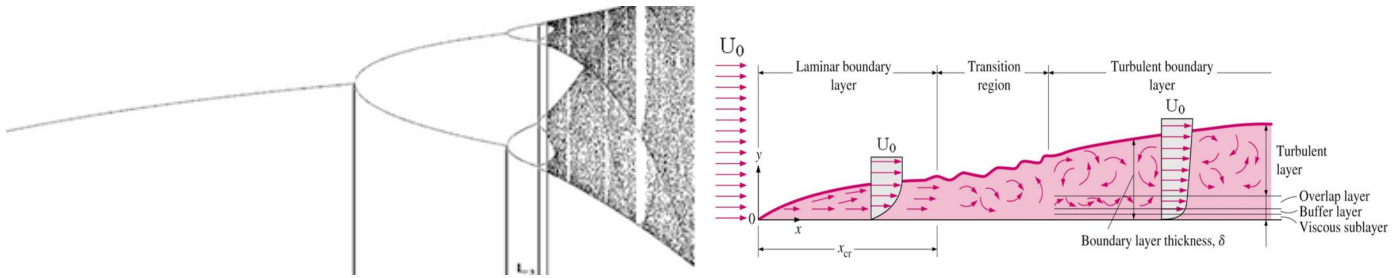 U₀
Laminar boundary
layer
Transition
region
Turbulent boundary
layer
U₀
U₀
y
Turbulent
layer
Overlap layer
Buffer layer
Viscous sublayer
0
x
Boundary layer thickness, δ
x_cr